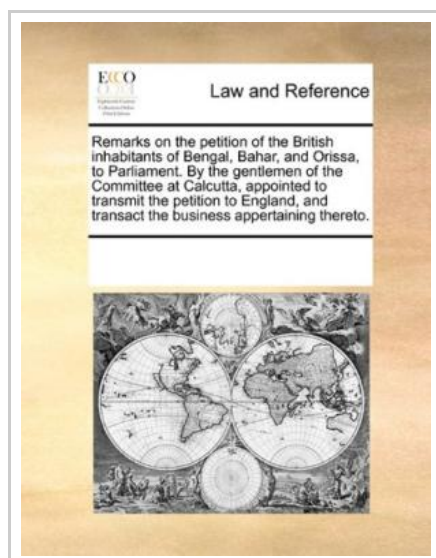 ECCO
Law and Reference
Remarks on the petition of the British
inhabitants of Bengal, Bahar, and Orissa,
to Parliament. By the gentlemen of the
Committee at Calcutta, appointed to
transmit the petition to England, and
transact the business appertaining thereto.